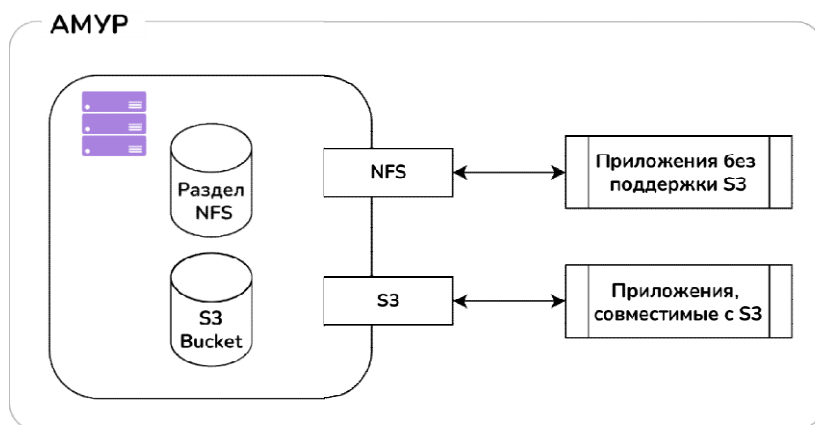 АМУР
Раздел
NFS
NFS
Приложения без
поддержки S3
S3
Bucket
S3
Приложения,
совместимые с S3